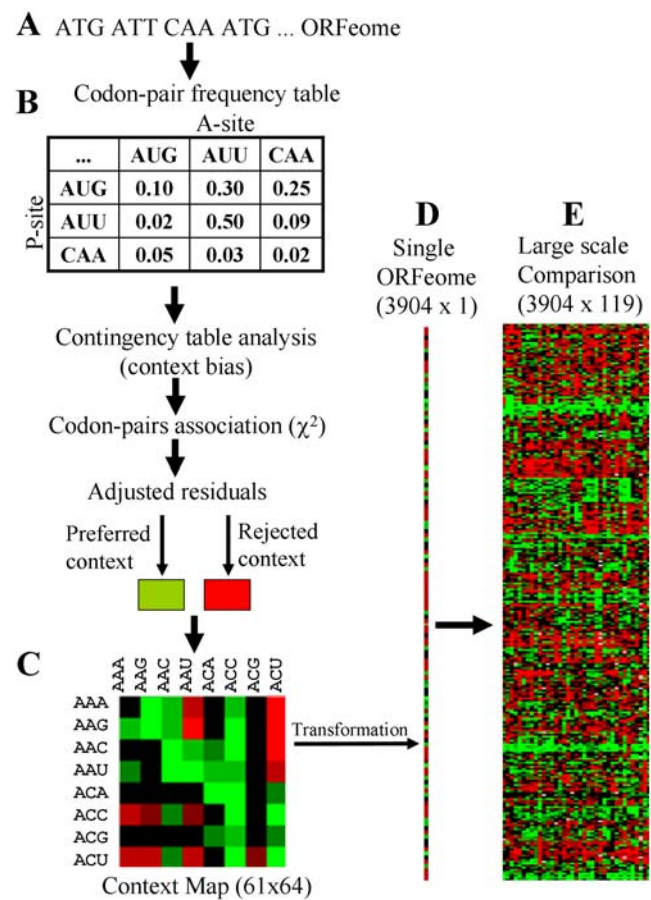 A ATG ATT CAA ATG ... ORFeome
Codon-pair frequency table
B
A-site
P-site
... AUG AUU CAA
AUG 0.10 0.30 0.25
AUU 0.02 0.50 0.09
CAA 0.05 0.03 0.02
Contingency table analysis
(context bias)
Codon-pairs association (χ²)
Adjusted residuals
Preferred
context
Rejected
context
C
AAA AAG AAC AAU ACA ACC ACG ACU
AAA
AAG
AAC
AAU
ACA
ACC
ACG
ACU
Context Map (61x64)
Transformation
D
Single
ORFeome
(3904 x 1)
E
Large scale
Comparison
(3904 x 119)